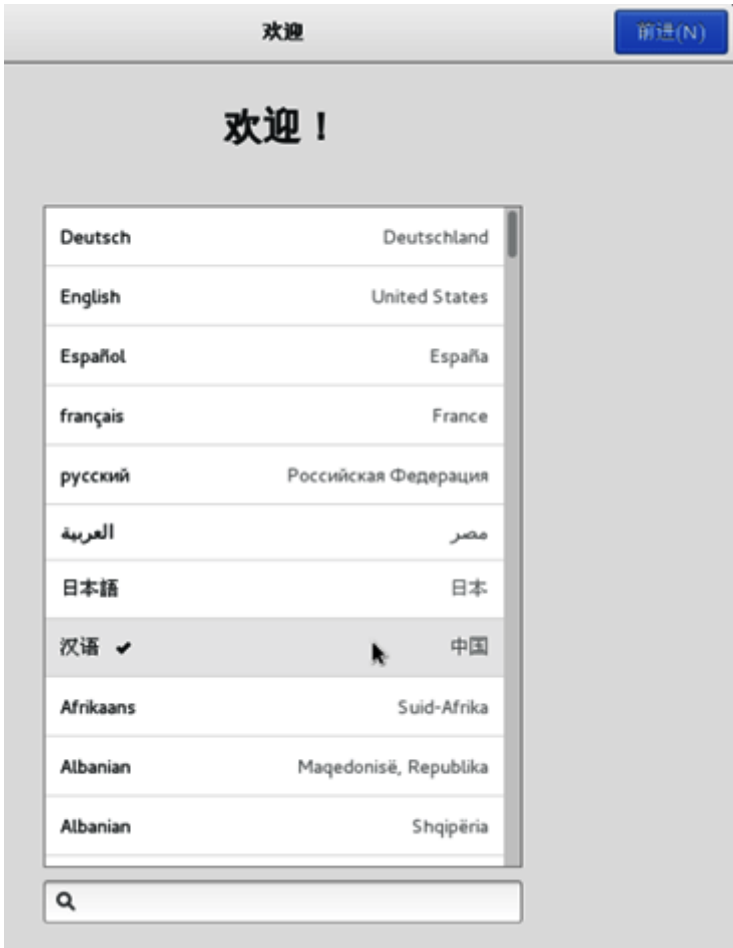 欢迎 前进(N)
欢迎！
Deutsch Deutschland
English United States
Español España
français France
русский Российская Федерация
العربية مصر
日本語 日本
汉语 中国
Afrikaans Suid-Afrika
Albanian Maqedonisë, Republika
Albanian Shqipëria